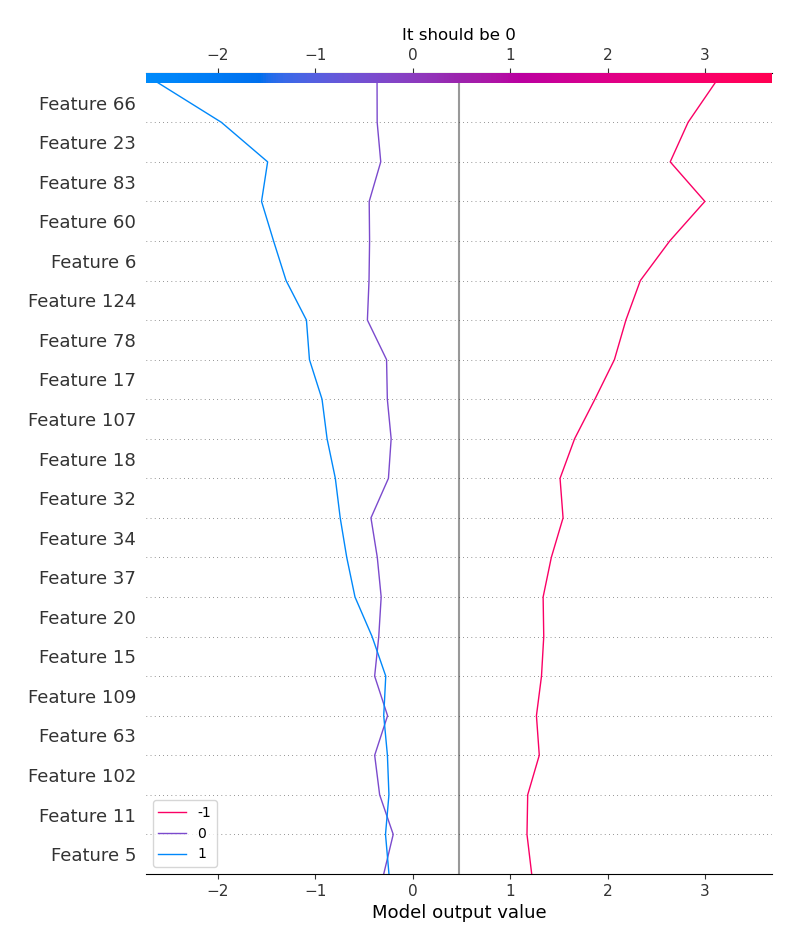 It should be 0
−2 −1 0 1 2 3
Feature 66
Feature 23
Feature 83
Feature 60
Feature 6
Feature 124
Feature 78
Feature 17
Feature 107
Feature 18
Feature 32
Feature 34
Feature 37
Feature 20
Feature 15
Feature 109
Feature 63
Feature 102
Feature 11
Feature 5
-1
0
1
−2 −1 0 1 2 3
Model output value